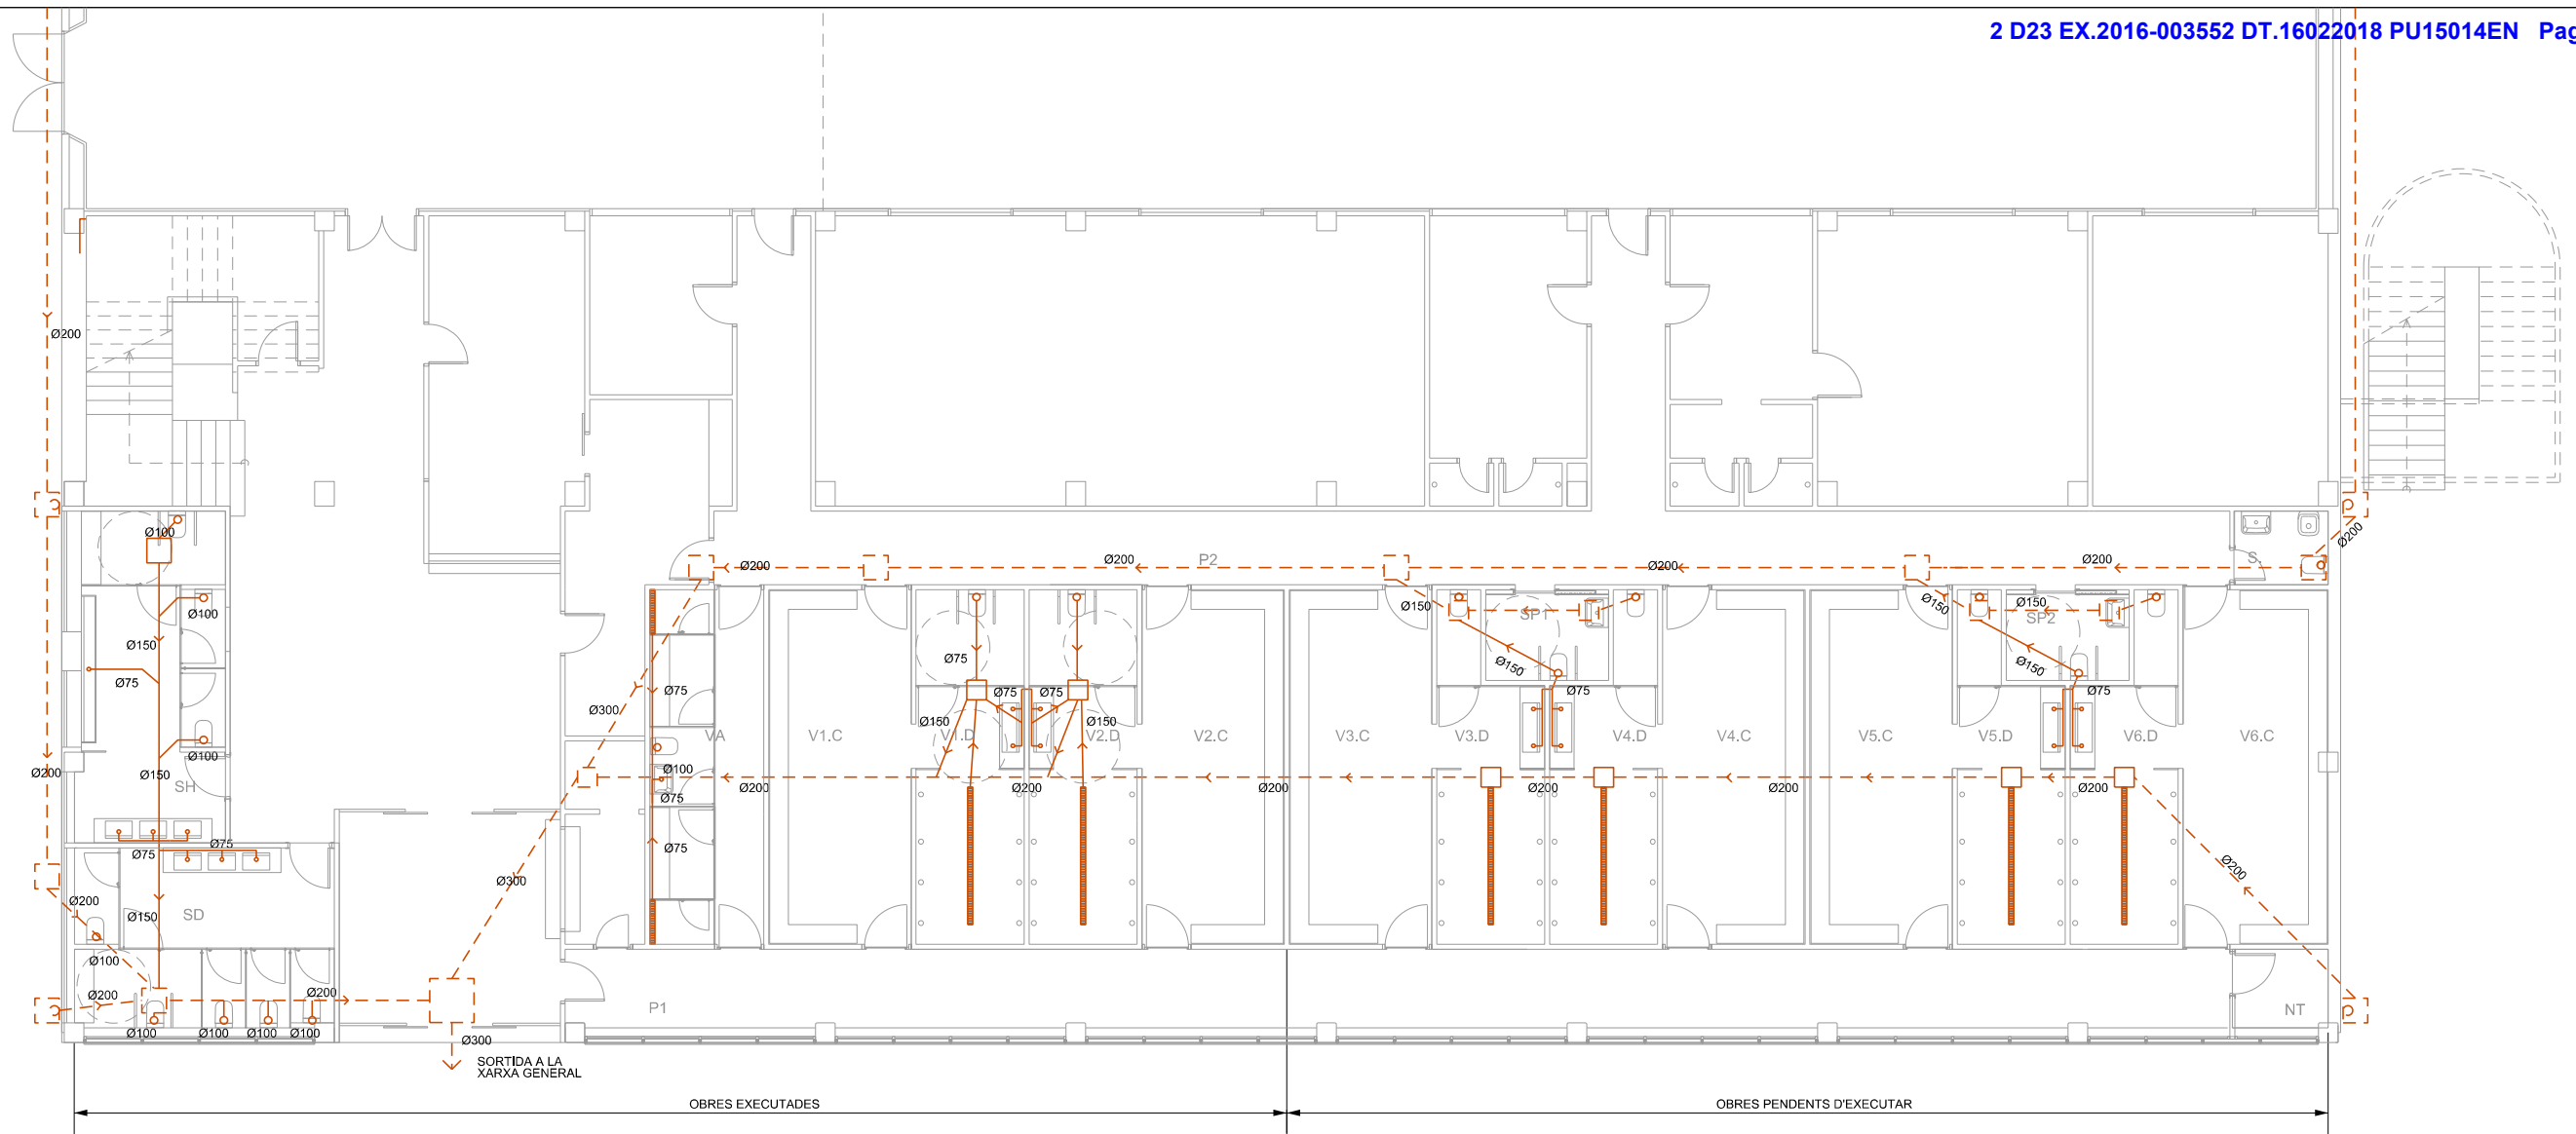 2 D23 EX.2016-003552 DT.16022018 PU15014EN Pag
Ø200
Ø100
Ø200
Ø200
Ø200
P2
Ø200
Ø200
S.
Ø200
Ø100
Ø150
Ø150
SP1
Ø150
Ø150
SP2
Ø150
Ø75
Ø75
Ø75
Ø75
Ø75
Ø150
Ø75
Ø150
Ø75
Ø300
Ø150
Ø150
VA
V1.C
V1.D
V2.D
V2.C
V3.C
V3.D
V4.D
V4.C
V5.C
V5.D
V6.D
V6.C
Ø100
Ø200
Ø150
SH
Ø100
Ø75
Ø200
Ø200
Ø200
Ø200
Ø200
Ø200
Ø75
Ø75
Ø75
Ø200
Ø300
Ø200
Ø150
SD
Ø100
Ø200
Ø200
P1
NT
Ø100
Ø100
Ø100
Ø100
Ø300
SORTIDA A LA
XARXA GENERAL
OBRES EXECUTADES
OBRES PENDENTS D'EXECUTAR